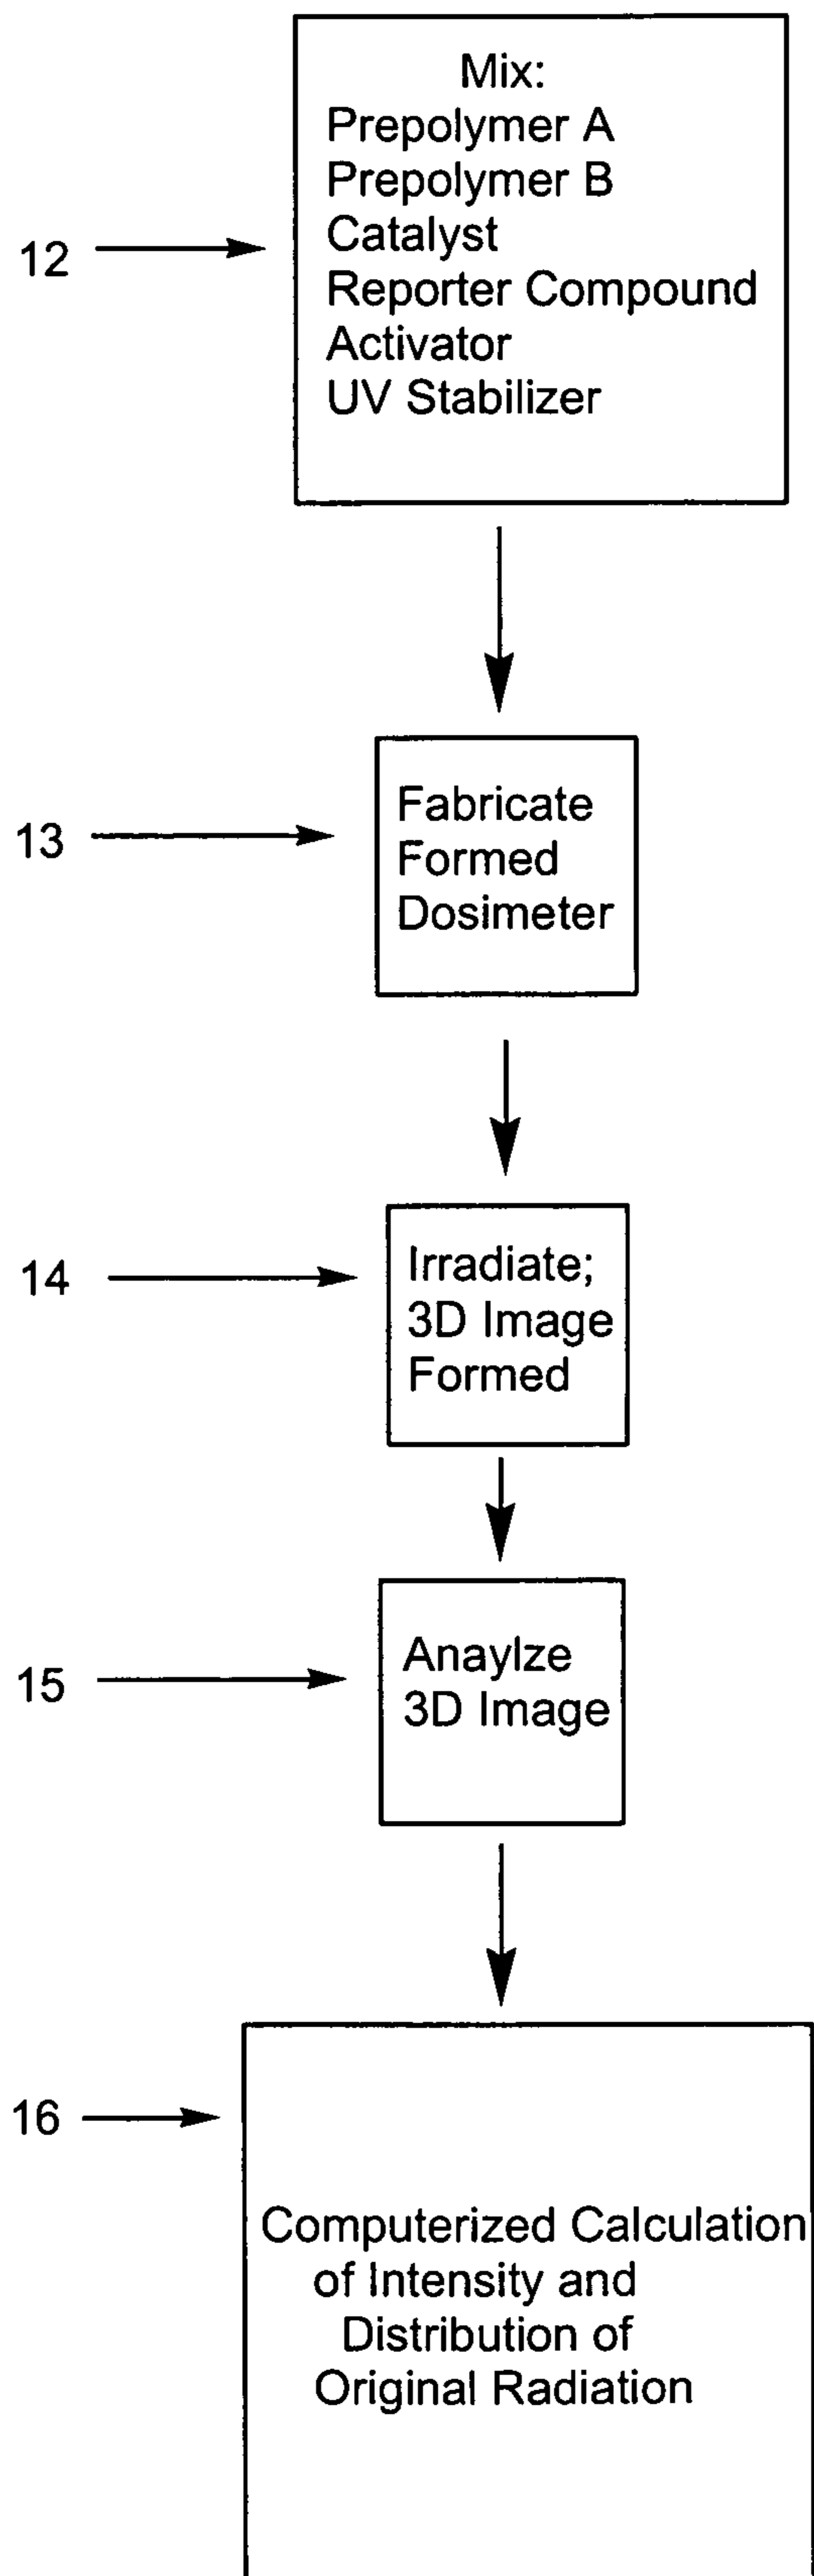 Mix:
Prepolymer A
Prepolymer B
12
Catalyst
Reporter Compound
Activator
UV Stabilizer
13
Fabricate
Formed
Dosimeter
14
Irradiate;
3D Image
Formed
15
Anaylze
3D Image
16
Computerized Calculation
of Intensity and
Distribution of
Original Radiation